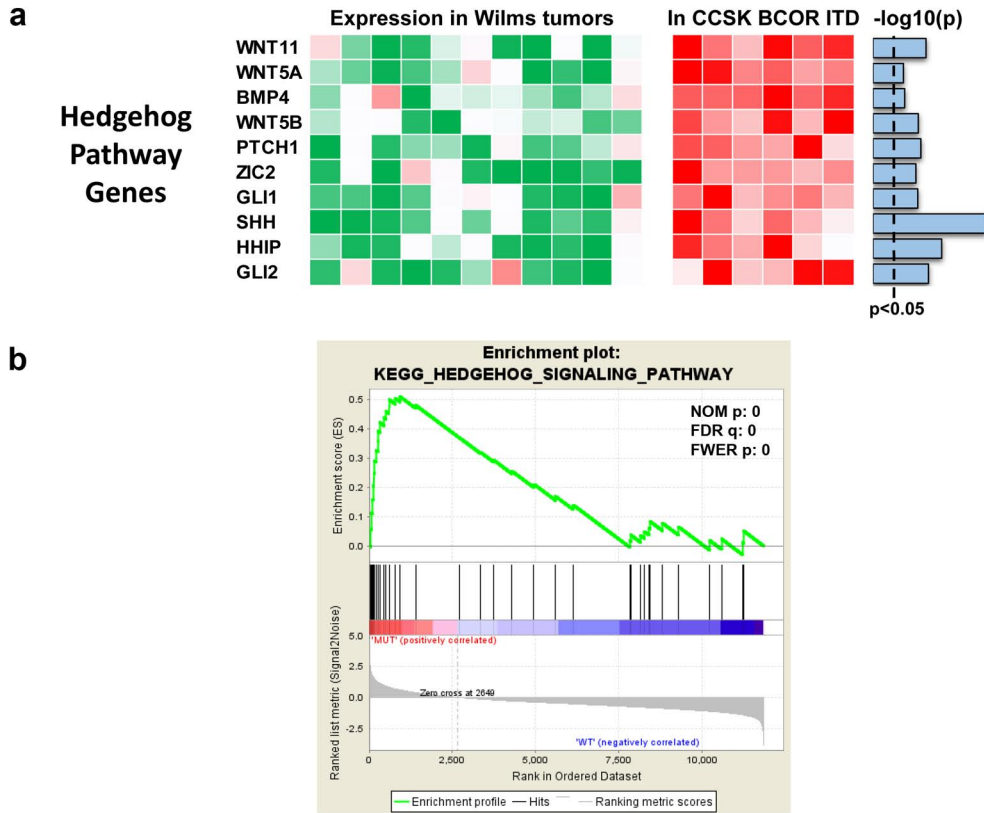 a
Expression in Wilms tumors
In CCSK BCOR ITD
-log10(p)
Hedgehog
Pathway
Genes
WNT11
WNT5A
BMP4
WNT5B
PTCH1
ZIC2
GLI1
SHH
HHIP
GLI2
p<0.05
b
Enrichment plot:
KEGG_HEDGEHOG_SIGNALING_PATHWAY
NOM p: 0
FDR q: 0
FWER p: 0
Enrichment score (ES)
0.5
0.4
0.3
0.2
0.1
0.0
'MUT' (positively correlated)
Ranked list metric (Signal2Noise)
5.0
2.5
0.0
-2.5
Zero cross at 2649
'WT' (negatively correlated)
0 2,500 5,000 7,500 10,000
Rank in Ordered Dataset
Enrichment profile Hits Ranking metric scores